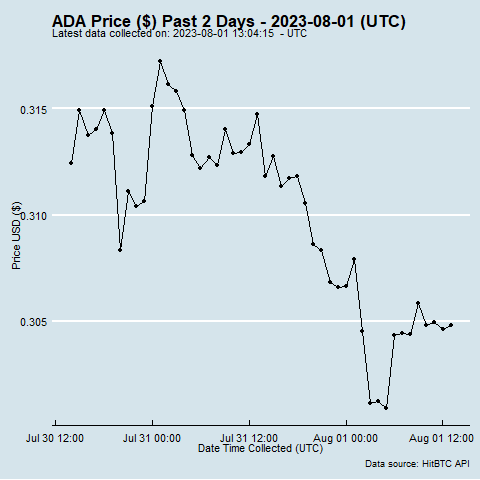 ADA Price ($) Past 2 Days - 2023-08-01 (UTC)
Latest data collected on: 2023-08-01 13:04:15  - UTC
0.315
0.310
0.305
Price USD ($)
Jul 30 12:00 Jul 31 00:00 Jul 31 12:00 Aug 01 00:00 Aug 01 12:00
Date Time Collected (UTC)
Data source: HitBTC API